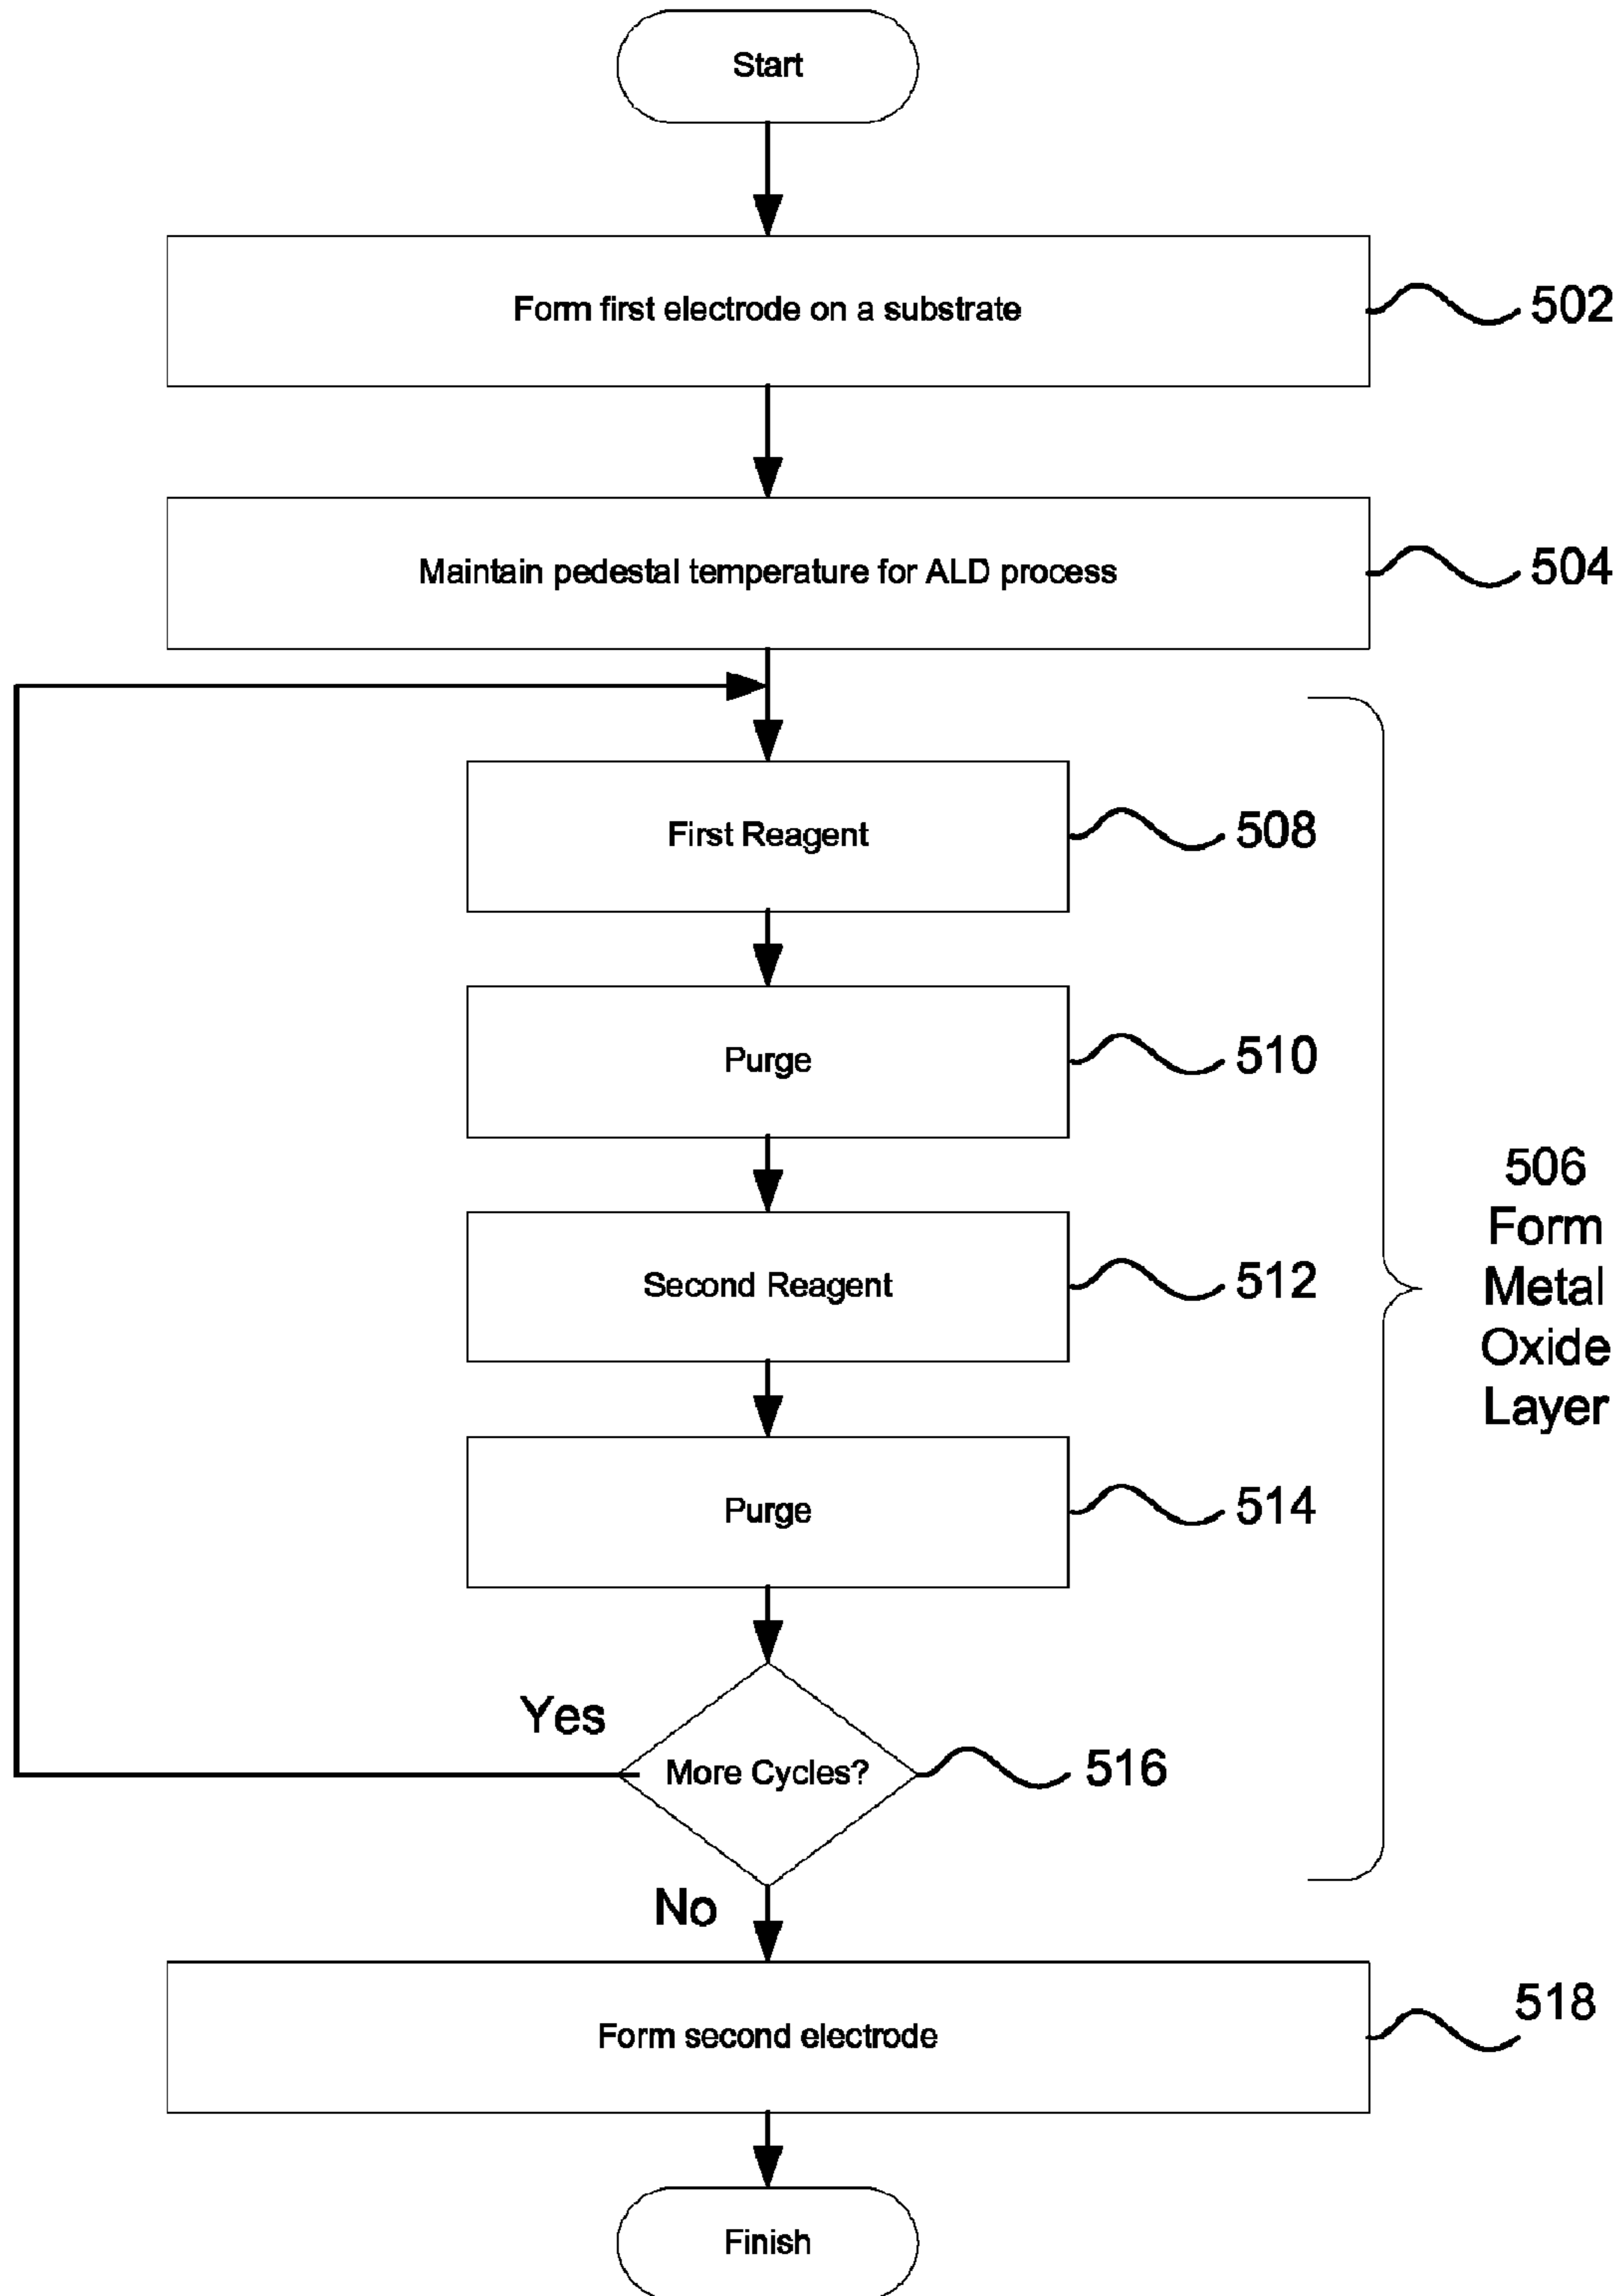 Start
Form first electrode on a substrate
502
Maintain pedestal temperature for ALD process
504
First Reagent
508
Purge
510
506
Form
Metal
Oxide
Layer
Second Reagent
512
Purge
514
Yes
More Cycles?
516
No
Form second electrode
518
Finish